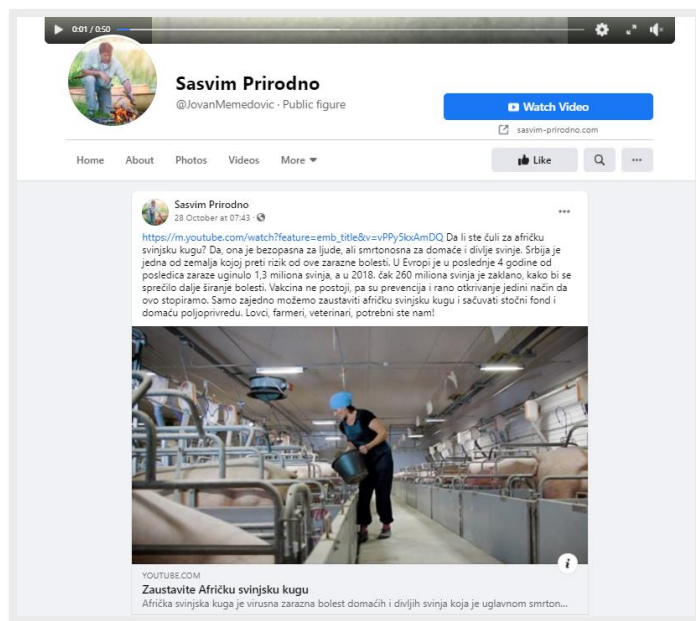 0:01 / 0:50
Sasvim Prirodno
@JovanMemedovic · Public figure
Watch Video
sasvim-prirodno.com
Home About Photos Videos More
Like
Sasvim Prirodno
28 October at 07:43 ·
https://m.youtube.com/watch?feature=emb_title&v=vPPy5kxAmDQ Da li ste čuli za afričku
svinjsku kugu? Da, ona je bezopasna za ljude, ali smrtonosna za domaće i divlje svinje. Srbija je
jedna od zemalja kojoj preti rizik od ove zarazne bolesti. U Evropi je u poslednje 4 godine od
posledica zaraze uginulo 1,3 miliona svinja, a u 2018. čak 260 miliona svinja je zaklano, kako bi se
sprečilo dalje širanje bolesti. Vakcina ne postoji, pa su prevencija i rano otkrivanje jedini način da
ovo stopiramo. Samo zajedno možemo zaustaviti afričku svinjsku kugu i sačuvati stočni fond i
domaću poljoprivredu. Lovci, farmeri, veterinari, potrebni ste nam!
YOUTUBE.COM
Zaustavite Afričku svinjsku kugu
Afrička svinjska kuga je virusna zarazna bolest domaćih i divljih svinja koja je uglavnom smrton...